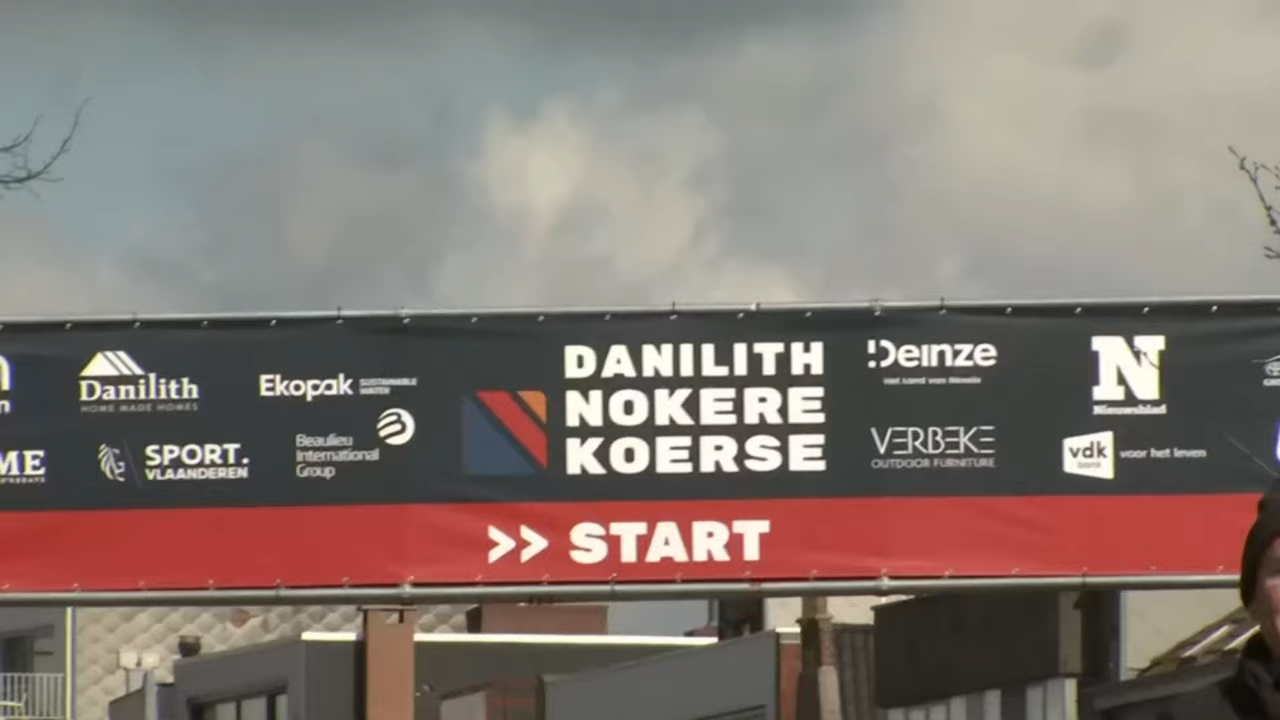 Danilith
HOME MADE HOMES
Ekopak SUSTAINABLE
WATER
Beaulieu
International
Group
SPORT.
VLAANDEREN
DANILITH
NOKERE
KOERSE
Deinze
Het Land van Nevele
VERBEKE
OUTDOOR FURNITURE
N
Nieuwsblad
vdk
bank
voor het leven
>> START